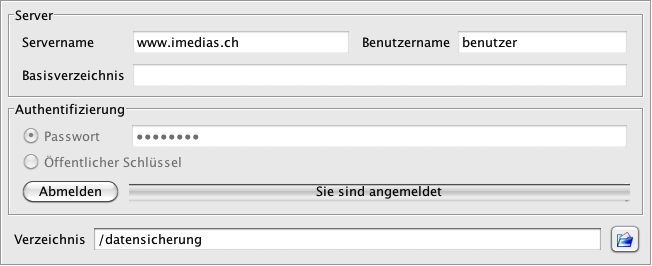 Server
Servername www.imedias.ch Benutzername benutzer
Basisverzeichnis
Authentifizierung
Passwort ••••••••
Öffentlicher Schlüssel
Abmelden Sie sind angemeldet
Verzeichnis /datensicherung